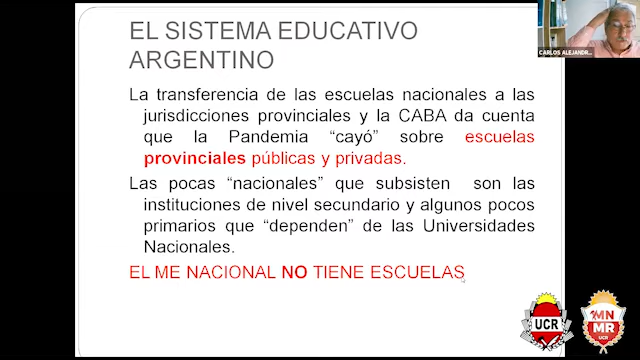 EL SISTEMA EDUCATIVO
ARGENTINO
La transferencia de las escuelas nacionales a las
jurisdicciones provinciales y la CABA da cuenta
que la Pandemia “cayó” sobre escuelas
provinciales públicas y privadas.
Las pocas “nacionales” que subsisten son las
instituciones de nivel secundario y algunos pocos
primarios que “dependen” de las Universidades
Nacionales.
EL ME NACIONAL NO TIENE ESCUELAS
CARLOS ALEJANDR...
UCR
MN
MR
UCR